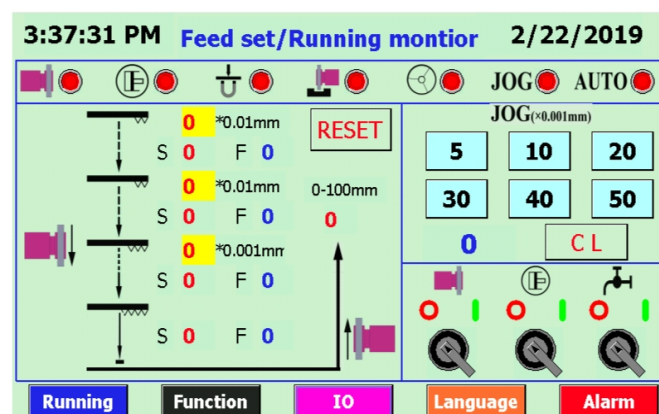 3:37:31 PM Feed set/Running montior 2/22/2019
JOG AUTO
0 *0.01mm
S 0 F 0
0 *0.01mm
S 0 F 0
0 *0.001mm
S 0 F 0
S 0 F 0
RESET
0-100mm
0
JOG(×0.001mm)
5 10 20
30 40 50
0 CL
Running Function IO Language Alarm